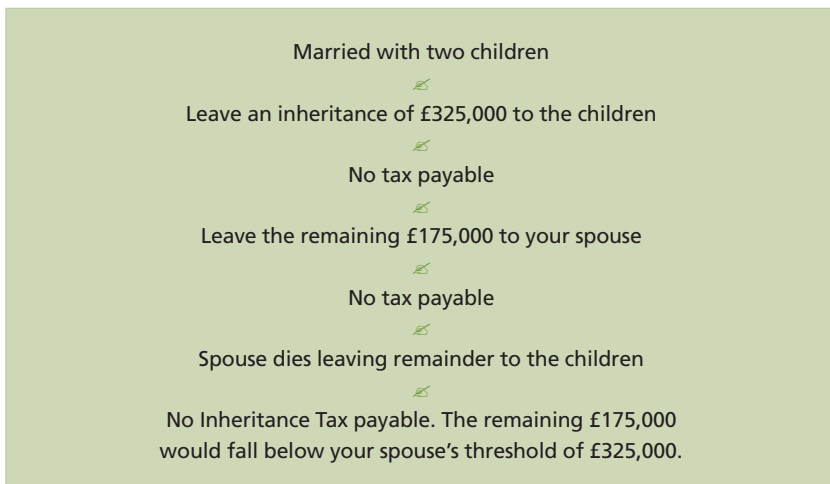 Married with two children
Leave an inheritance of £325,000 to the children
No tax payable
Leave the remaining £175,000 to your spouse
No tax payable
Spouse dies leaving remainder to the children
No Inheritance Tax payable. The remaining £175,000
would fall below your spouse’s threshold of £325,000.